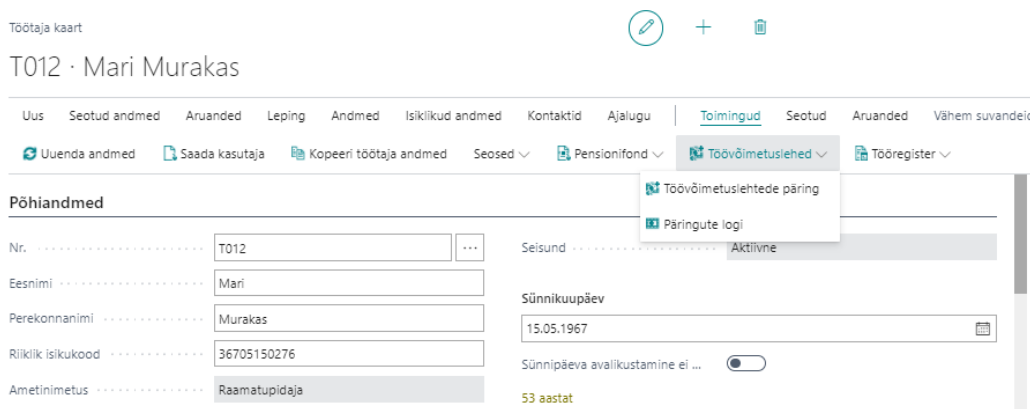 Töötaja kaart
T012 · Mari Murakas
Uus Seotud andmed Aruanded Leping Andmed Isiklikud andmed Kontaktid Ajalugu Toimingud Seotud Aruanded Vähem suvandeid
Uuenda andmed Saada kasutaja Kopeeri töötaja andmed Seosed Pensionifond Töövõimetuslehed Tööregister
Töövõimetuslehtede päring
Päringute logi
Põhiandmed
Nr. T012 ...
Seisund Aktiivne
Eesnimi Mari
Sünnikuupäev
Perekonnanimi Murakas
15.05.1967
Riiklik isikukood 36705150276
Sünnipäeva avalikustamine ei ...
Ametinimetus Raamatupidaja
53 aastat